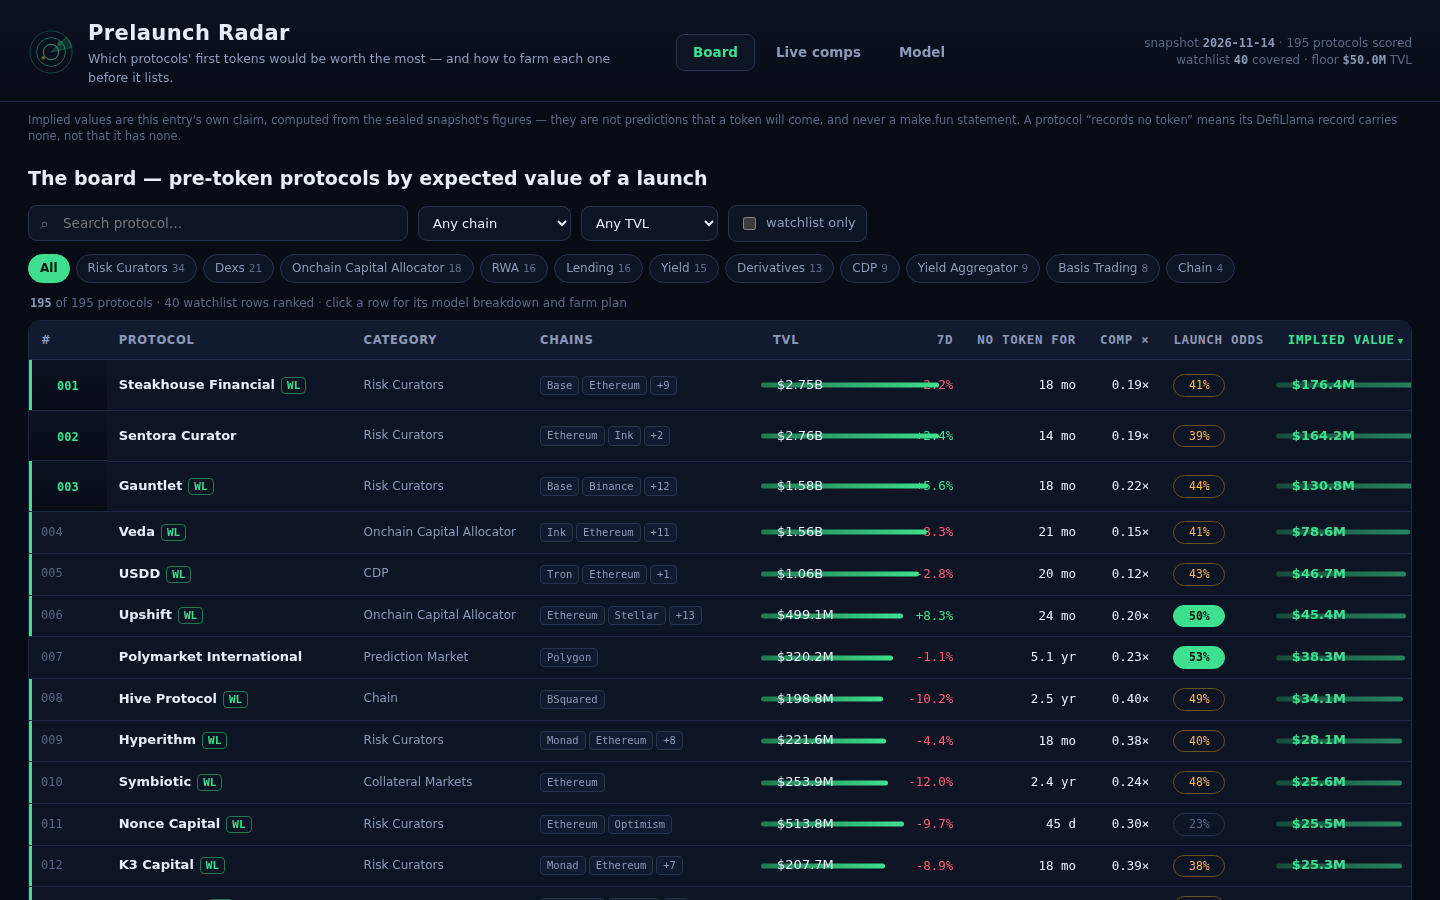 Prelaunch Radar
Which protocols' first tokens would be worth the most — and how to farm each one
before it lists.
Board Live comps Model
snapshot 2026-11-14 · 195 protocols scored
watchlist 40 covered · floor $50.0M TVL
Implied values are this entry's own claim, computed from the sealed snapshot's figures — they are not predictions that a token will come, and never a make.fun statement. A protocol “records no token” means its DefiLlama record carries
none, not that it has none.
The board — pre-token protocols by expected value of a launch
Search protocol... Any chain Any TVL watchlist only
All Risk Curators 34 Dexs 21 Onchain Capital Allocator 18 RWA 16 Lending 16 Yield 15 Derivatives 13 CDP 9 Yield Aggregator 9 Basis Trading 8 Chain 4
195 of 195 protocols · 40 watchlist rows ranked · click a row for its model breakdown and farm plan
# PROTOCOL CATEGORY CHAINS TVL 7D NO TOKEN FOR COMP × LAUNCH ODDS IMPLIED VALUE ▼
001 Steakhouse Financial WL Risk Curators Base Ethereum +9 $2.75B 18 mo 0.19× 41% $176.4M
002 Sentora Curator Risk Curators Ethereum Ink +2 $2.76B 14 mo 0.19× 39% $164.2M
003 Gauntlet WL Risk Curators Base Binance +12 $1.58B +5.6% 18 mo 0.22× 44% $130.8M
004 Veda WL Onchain Capital Allocator Ink Ethereum +11 $1.56B 21 mo 0.15× 41% $78.6M
005 USDD WL CDP Tron Ethereum +1 $1.06B -2.8% 20 mo 0.12× 43% $46.7M
006 Upshift WL Onchain Capital Allocator Ethereum Stellar +13 $499.1M +8.3% 24 mo 0.20× 50% $45.4M
007 Polymarket International Prediction Market Polygon $320.2M -1.1% 5.1 yr 0.23× 53% $38.3M
008 Hive Protocol WL Chain BSquared $198.8M -10.2% 2.5 yr 0.40× 49% $34.1M
009 Hyperithm WL Risk Curators Monad Ethereum +8 $221.6M -4.4% 18 mo 0.38× 40% $28.1M
010 Symbiotic WL Collateral Markets Ethereum $253.9M -12.0% 2.4 yr 0.24× 48% $25.6M
011 Nonce Capital WL Risk Curators Ethereum Optimism $513.8M -9.7% 45 d 0.30× 23% $25.5M
012 K3 Capital WL Risk Curators Monad Ethereum +7 $207.7M -8.9% 18 mo 0.39× 38% $25.3M